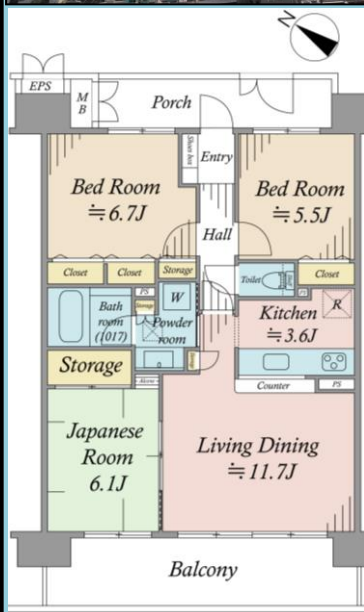 N
EPS
M
B
Porch
Shoes box
Entry
Bed Room
≒6.7J
Bed Room
≒5.5J
Hall
Closet
Closet
Storage
Toilet
Closet
PS
Storage
W
Bath
room
(1017)
Powder
room
PS
Kitchen
≒3.6J
R
Storage
Storage
Counter
PS
Japanese
Room
6.1J
Living Dining
≒11.7J
Balcony